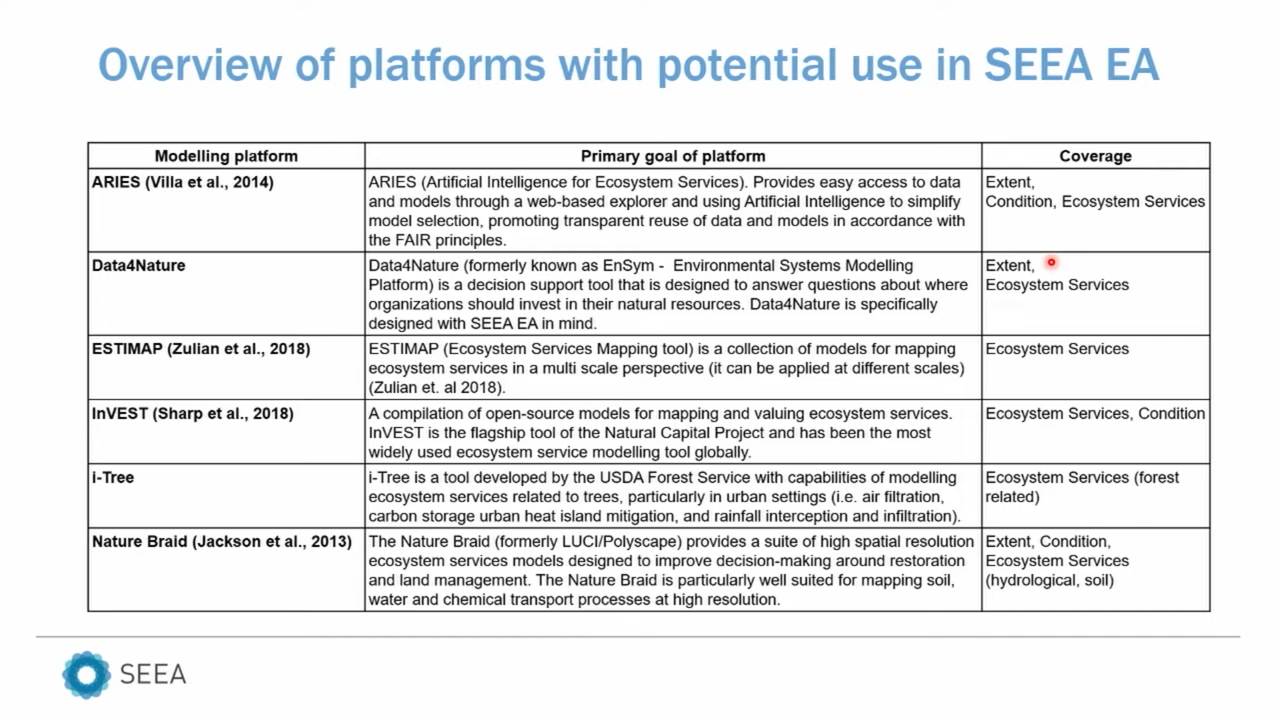 Overview of platforms with potential use in SEEA EA
Modelling platform
Primary goal of platform
Coverage
ARIES (Villa et al., 2014)
ARIES (Artificial Intelligence for Ecosystem Services). Provides easy access to data
and models through a web-based explorer and using Artificial Intelligence to simplify
model selection, promoting transparent reuse of data and models in accordance with
the FAIR principles.
Extent,
Condition, Ecosystem Services
Data4Nature
Data4Nature (formerly known as EnSym - Environmental Systems Modelling
Platform) is a decision support tool that is designed to answer questions about where
organizations should invest in their natural resources. Data4Nature is specifically
designed with SEEA EA in mind.
Extent,
Ecosystem Services
ESTIMAP (Zulian et al., 2018)
ESTIMAP (Ecosystem Services Mapping tool) is a collection of models for mapping
ecosystem services in a multi scale perspective (it can be applied at different scales)
(Zulian et. al 2018).
Ecosystem Services
InVEST (Sharp et al., 2018)
A compilation of open-source models for mapping and valuing ecosystem services.
InVEST is the flagship tool of the Natural Capital Project and has been the most
widely used ecosystem service modelling tool globally.
Ecosystem Services, Condition
i-Tree
i-Tree is a tool developed by the USDA Forest Service with capabilities of modelling
ecosystem services related to trees, particularly in urban settings (i.e. air filtration,
carbon storage urban heat island mitigation, and rainfall interception and infiltration).
Ecosystem Services (forest
related)
Nature Braid (Jackson et al., 2013)
The Nature Braid (formerly LUCI/Polyscape) provides a suite of high spatial resolution
ecosystem services models designed to improve decision-making around restoration
and land management. The Nature Braid is particularly well suited for mapping soil,
water and chemical transport processes at high resolution.
Extent, Condition,
Ecosystem Services
(hydrological, soil)
SEEA